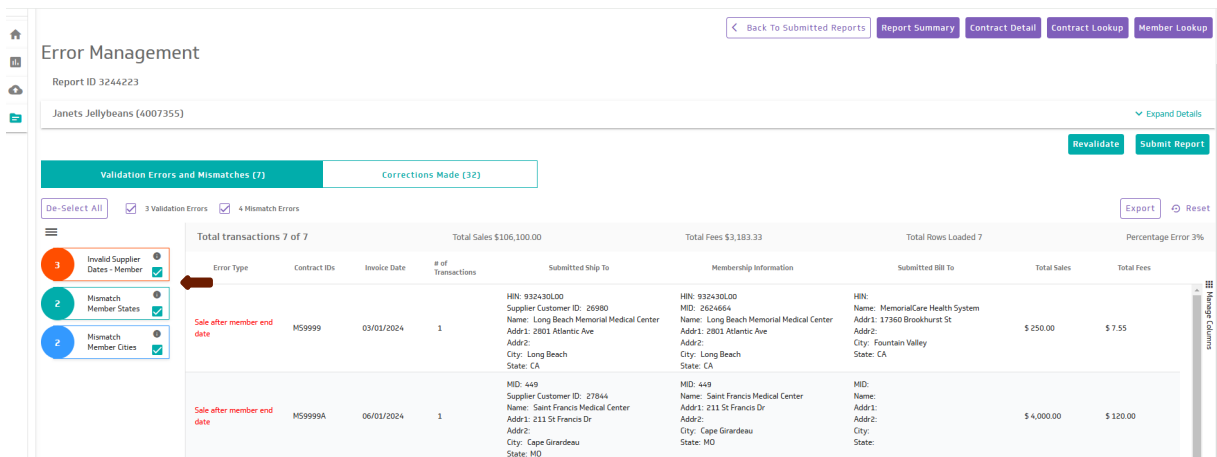 Back To Submitted Reports
Report Summary
Contract Detail
Contract Lookup
Member Lookup
Error Management
Report ID 3244223
Janets Jellybeans (4007355)
Expand Details
Revalidate
Submit Report
Validation Errors and Mismatches (7)
Corrections Made (32)
De-Select All
3 Validation Errors
4 Mismatch Errors
Export
Reset
Total transactions 7 of 7
Total Sales $106,100.00
Total Fees $3,183.33
Total Rows Loaded 7
Percentage Error 3%
3
Invalid Supplier
Dates - Member
2
Mismatch
Member States
2
Mismatch
Member Cities
Error Type
Contract IDs
Invoice Date
# of
Transactions
Submitted Ship To
Membership Information
Submitted Bill To
Total Sales
Total Fees
Manage Columns
Sale after member end
date
MS9999
03/01/2024
1
HIN: 932430L00
Supplier Customer ID: 26980
Name: Long Beach Memorial Medical Center
Addr1: 2801 Atlantic Ave
Addr2:
City: Long Beach
State: CA
HIN: 932430L00
MID: 2624664
Name: Long Beach Memorial Medical Center
Addr1: 2801 Atlantic Ave
Addr2:
City: Long Beach
State: CA
HIN:
Name: MemorialCare Health System
Addr1: 17360 Brookhurst St
Addr2:
City: Fountain Valley
State: CA
$ 250.00
$ 7.55
Sale after member end
date
MS9999A
06/01/2024
1
MID: 449
Supplier Customer ID: 27844
Name: Saint Francis Medical Center
Addr1: 211 St Francis Dr
Addr2:
City: Cape Girardeau
State: MO
MID: 449
Name: Saint Francis Medical Center
Addr1: 211 St Francis Dr
Addr2:
City: Cape Girardeau
State: MO
MID:
Name:
Addr1:
Addr2:
City:
State:
$ 4,000.00
$ 120.00